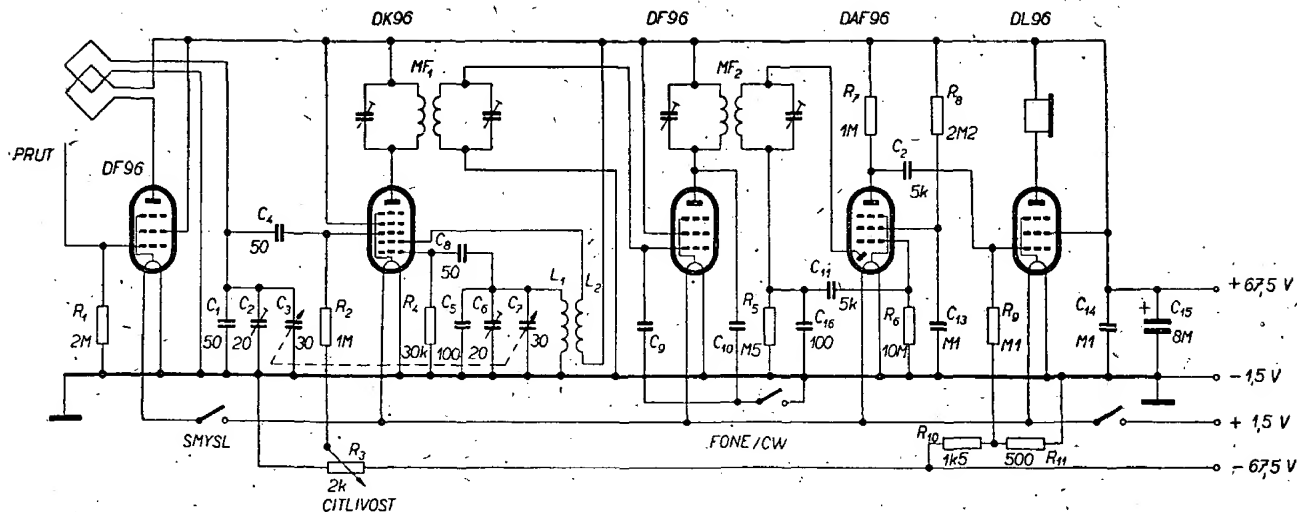 DK96
DF96
DAF96
DL96
MF₁
MF₂
R₇
1M
R₈
2M2
PRUT
DF96
C₂
5k
C₄
50
C₈
50
L₁
L₂
R₁
2M
C₁
50
C₂
20
C₃
30
R₂
1M
R₄
30k
C₅
100
C₆
20
C₇
30
C₉
C₁₀
M5
R₅
C₁₁
5k
C₁₆
100
R₆
10M
C₁₃
M1
R₉
M1
C₁₄
M1
+
C₁₅
8M
+ 67,5 V
- 1,5 V
+ 1,5 V
- 67,5 V
SMYSL
FONE/CW
R₃
2k
CITLIVOST
R₁₀
1k5
500
R₁₁